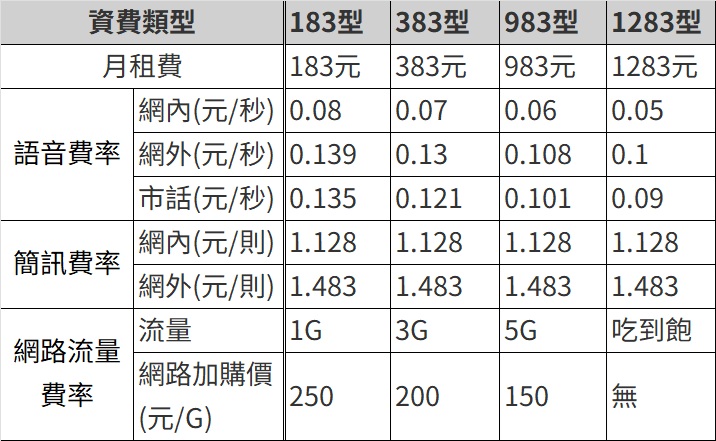 資費類型 183型 383型 983型 1283型
月租費 183元 383元 983元 1283元
語音費率 網內(元/秒) 0.08 0.07 0.06 0.05
網外(元/秒) 0.139 0.13 0.108 0.1
市話(元/秒) 0.135 0.121 0.101 0.09
簡訊費率 網內(元/則) 1.128 1.128 1.128 1.128
網外(元/則) 1.483 1.483 1.483 1.483
網路流量
費率
流量 1G 3G 5G 吃到飽
網路加購價
(元/G)
250 200 150 無